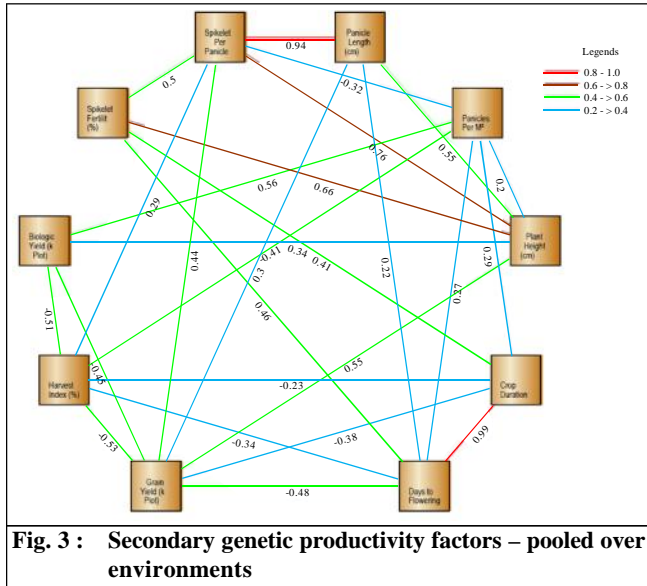 Spikelet
Per
Panicle
Panicle
Length
(cm)
Legends
0.8 - 1.0
0.6 - > 0.8
0.4 - > 0.6
0.2 - > 0.4
0.94
0.5
-0.32
Spikelet
Fertilit
(%)
Panicles
Per M²
0.76
0.55
0.2
0.56
0.66
0.29
Biologic
Yield (k
Plot)
Plant
Height
(cm)
0.44
0.3
-0.41
0.34
0.41
0.22
0.29
0.27
-0.51
0.46
Harvest
Index (%)
-0.45
0.55
-0.23
Crop
Duration
-0.53
-0.34
-0.38
0.99
Grain
Yield (k
Plot)
-0.48
Days to
Flowering
Fig. 3 : Secondary genetic productivity factors – pooled over
environments